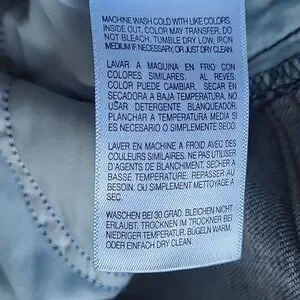 MACHINE WASH COLD WITH LIKE COLORS,
INSIDE OUT, COLOR MAY TRANSFER, DO
NOT BLEACH. TUMBLE DRY LOW, IRON
MEDIUM IF NECESSARY, OR JUST DRY CLEAN.
LAVAR A MAQUINA EN FRIO CON
COLORES SIMILARES. AL REVES.
COLOR PUEDE CAMBIAR. SECAR EN
SECADORA A BAJA TEMPERATURA, NO
USAR DETERGENTE BLANQUEADOR.
PLANCHAR A TEMPERATURA MEDIA SI
ES NECESARIO O SIMPLEMENTE SECO.
LAVER EN MACHINE A FROID AVEC DES
COULEURS SIMILAIRES. NE PAS UTILISER
D'AGENTS DE BLANCHIMENT. SECHER A
BASSE TEMPERATURE. REPASSER AU
BESOIN. OU SIMPLEMENT METTOYAGE A
SEC.
WASCHEN BEI 30 GRAD. BLEICHEN NICHT
ERLAUBT. TROCKNEN IM TROCKNER BEI
NIEDRIGER TEMPERATUR. BUGELN WARM.
ODER EINFACH DRY CLEAN.